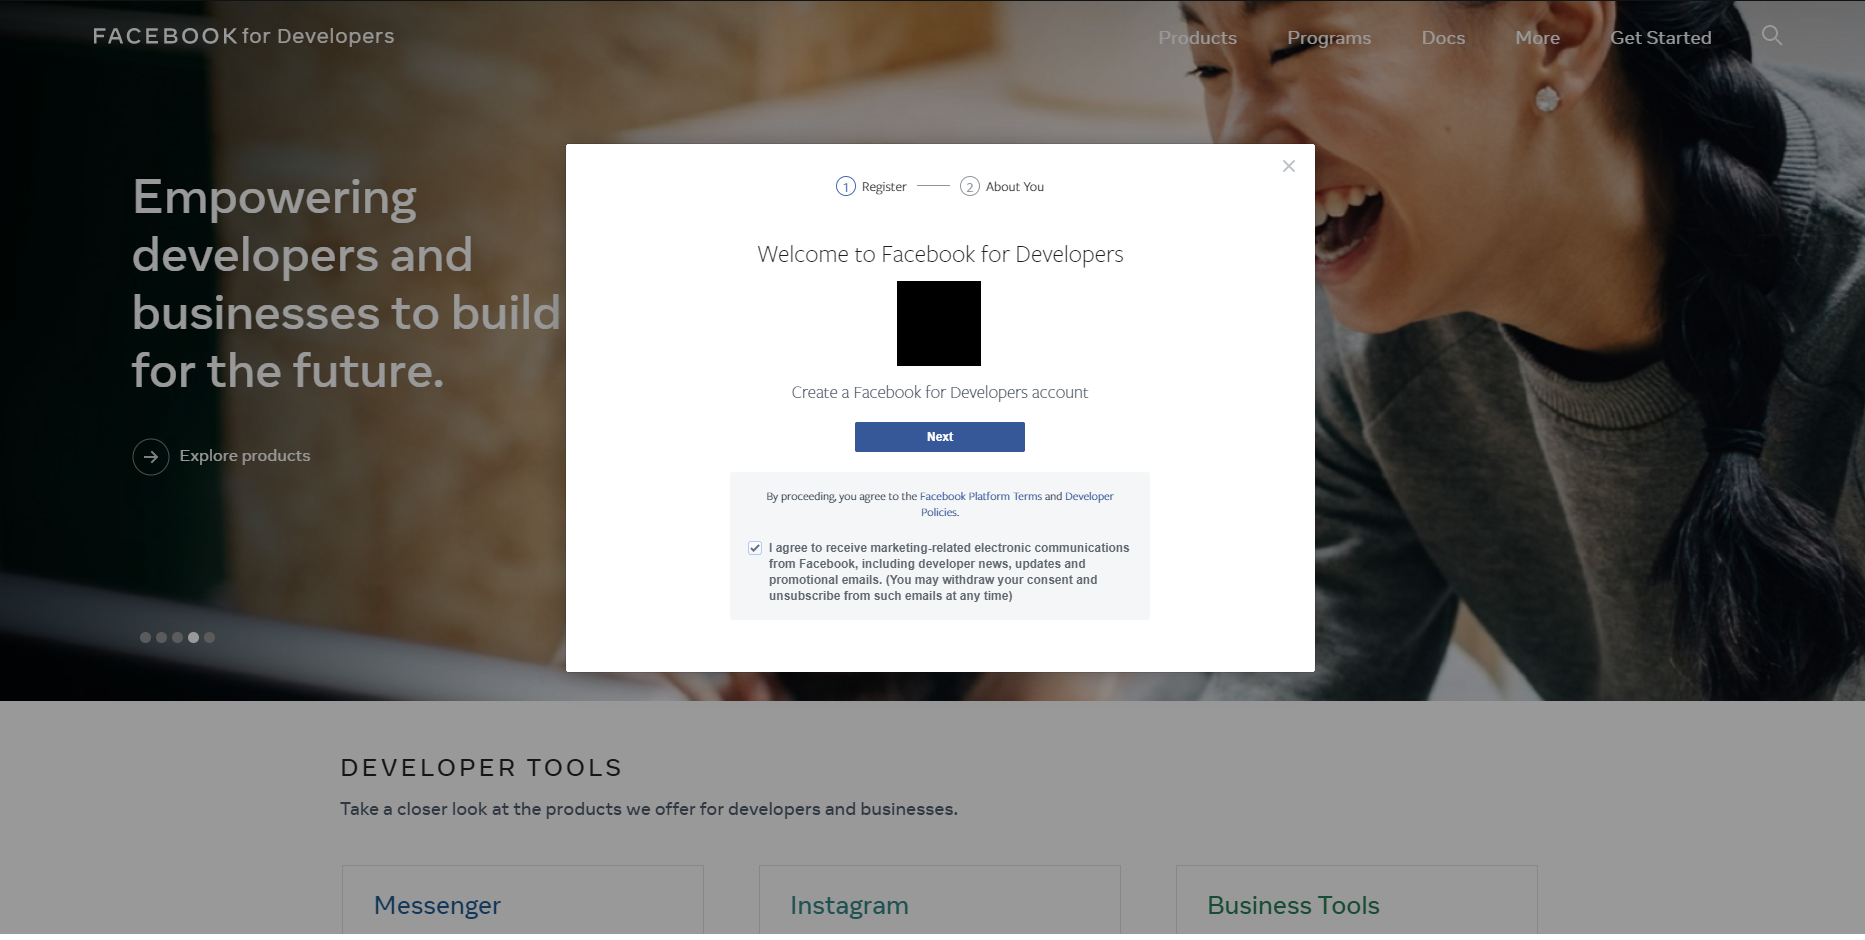 FACEBOOK for Developers
Products Programs Docs More Get Started
Empowering
developers and
businesses to build
for the future.
Explore products
1 Register 2 About You
Welcome to Facebook for Developers
Create a Facebook for Developers account
Next
By proceeding, you agree to the Facebook Platform Terms and Developer
Policies.
I agree to receive marketing-related electronic communications
from Facebook, including developer news, updates and
promotional emails. (You may withdraw your consent and
unsubscribe from such emails at any time)
DEVELOPER TOOLS
Take a closer look at the products we offer for developers and businesses.
Messenger
Instagram
Business Tools